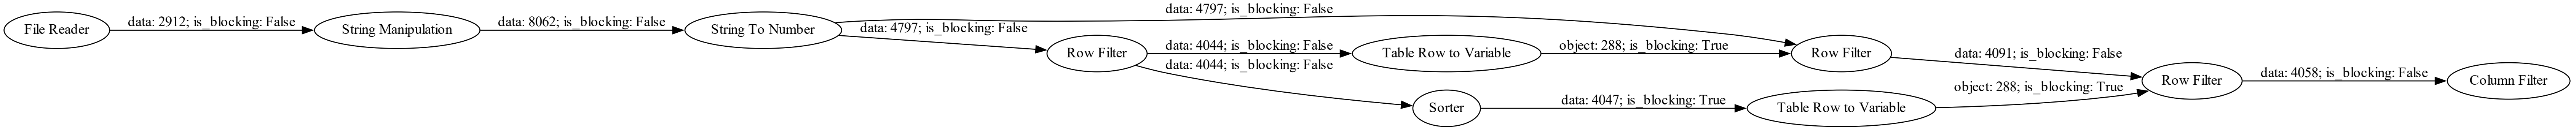 File Reader
data: 2912; is_blocking: False
String Manipulation
data: 8062; is_blocking: False
String To Number
data: 4797; is_blocking: False
data: 4797; is_blocking: False
Row Filter
data: 4044; is_blocking: False
data: 4044; is_blocking: False
Table Row to Variable
object: 288; is_blocking: True
Row Filter
Sorter
data: 4047; is_blocking: True
Table Row to Variable
data: 4091; is_blocking: False
object: 288; is_blocking: True
Row Filter
data: 4058; is_blocking: False
Column Filter